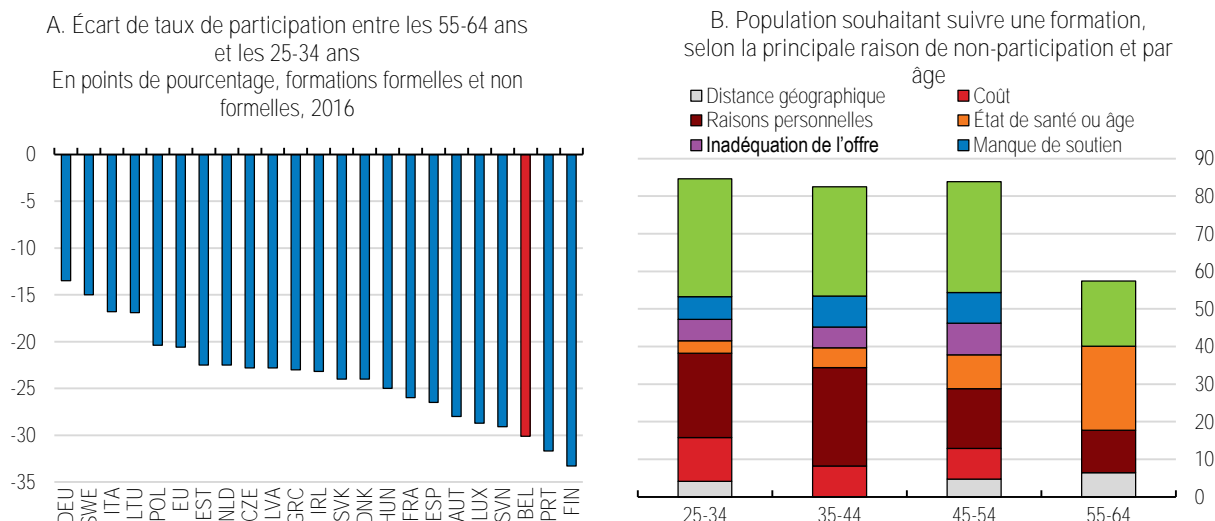 A. Écart de taux de participation entre les 55-64 ans
et les 25-34 ans
En points de pourcentage, formations formelles et non
formelles, 2016
0
-5
-10
-15
-20
-25
-30
-35
DEU
SWE
ITA
LTU
POL
EU
EST
NLD
CZE
LVA
GRC
IRL
SVK
DNK
HUN
FRA
ESP
AUT
LUX
SVN
BEL
PRT
FIN
B. Population souhaitant suivre une formation,
selon la principale raison de non-participation et par
âge
Distance géographique
Coût
Raisons personnelles
État de santé ou âge
Inadéquation de l'offre
Manque de soutien
90
80
70
60
50
40
30
20
10
0
25-34
35-44
45-54
55-64